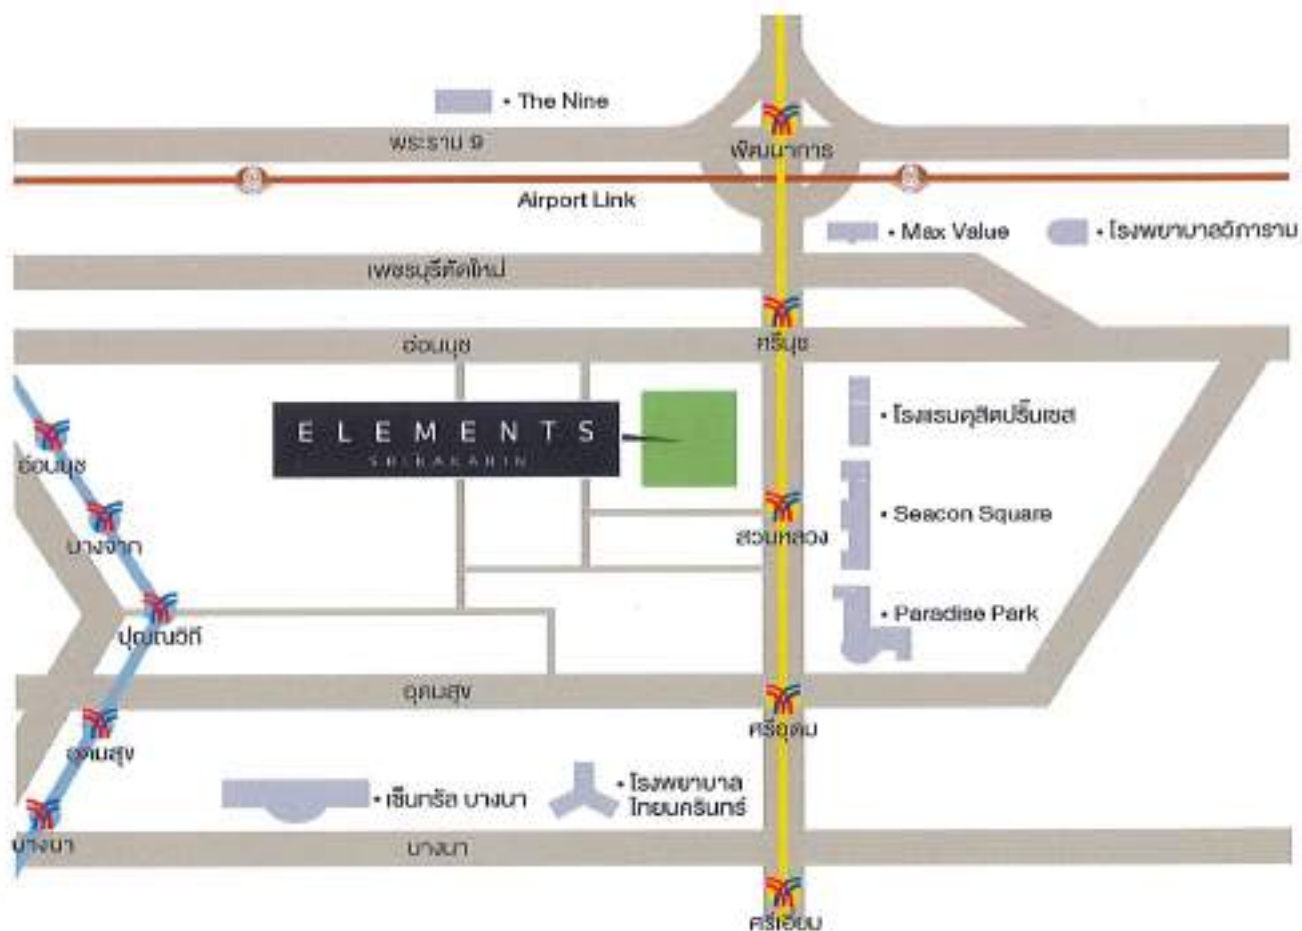 • The Nine
พระราม 9
พัฒนาการ
Airport Link
• Max Value
• โรงพยาบาลวิภาราม
เพชรบุรีตัดใหม่
อ่อนนุช
ศรีนุช
ELEMENTS
SRINAKARIN
• โรงแรมดุสิตปริ๊นเซส
อ่อนนุช
• Seacon Square
บางจาก
สวนหลวง
• Paradise Park
ปุณณวิถี
อุดมสุข
ศรีอุดม
อุดมสุข
• เซ็นทรัล บางนา
• โรงพยาบาล
ไทยนครินทร์
บางนา
บางนา
ศรีเอี่ยม